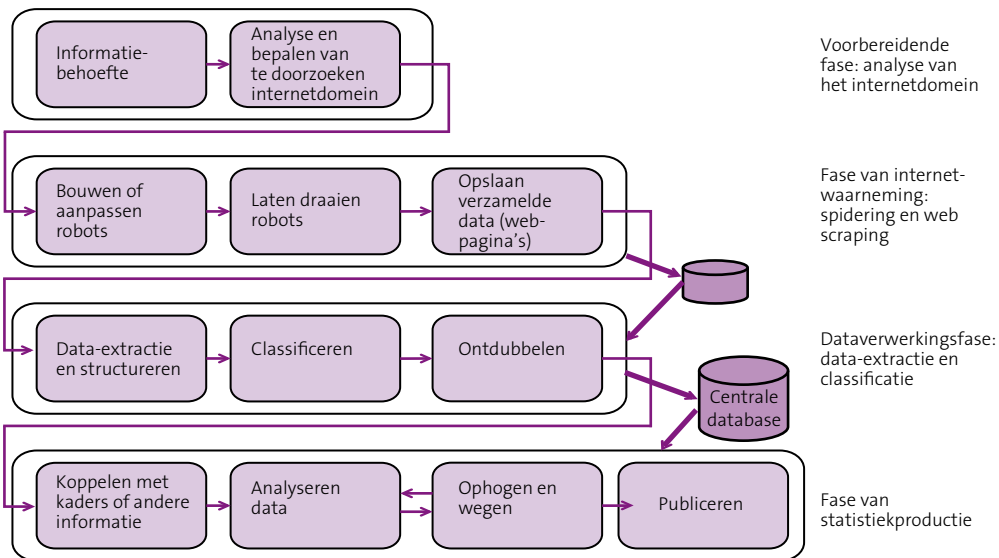 Informatie-
behoefte
Analyse en
bepalen van
te doorzoeken
internetdomein
Voorbereidende
fase: analyse van
het internetdomein
Bouwen of
aanpassen
robots
Laten draaien
robots
Opslaan
verzamelde
data (web-
pagina's)
Fase van internet-
waarneming:
spidering en web
scraping
Data-extractie
en structureren
Classificeren
Ontdubbelen
Dataverwerkingsfase:
data-extractie en
classificatie
Centrale
database
Koppelen met
kaders of andere
informatie
Analyseren
data
Ophogen en
wegen
Publiceren
Fase van
statistiekproductie